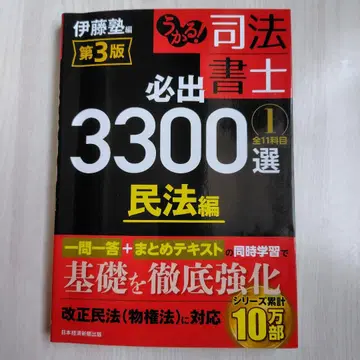 伊藤塾編
第3版
うかる!
司法
書士
必出
3300
選
1
全11科目
民法編
一問一答+まとめテキストの同時学習で
基礎を徹底強化
改正民法(物権法)に対応
シリーズ累計
10万部
日本経済新聞出版